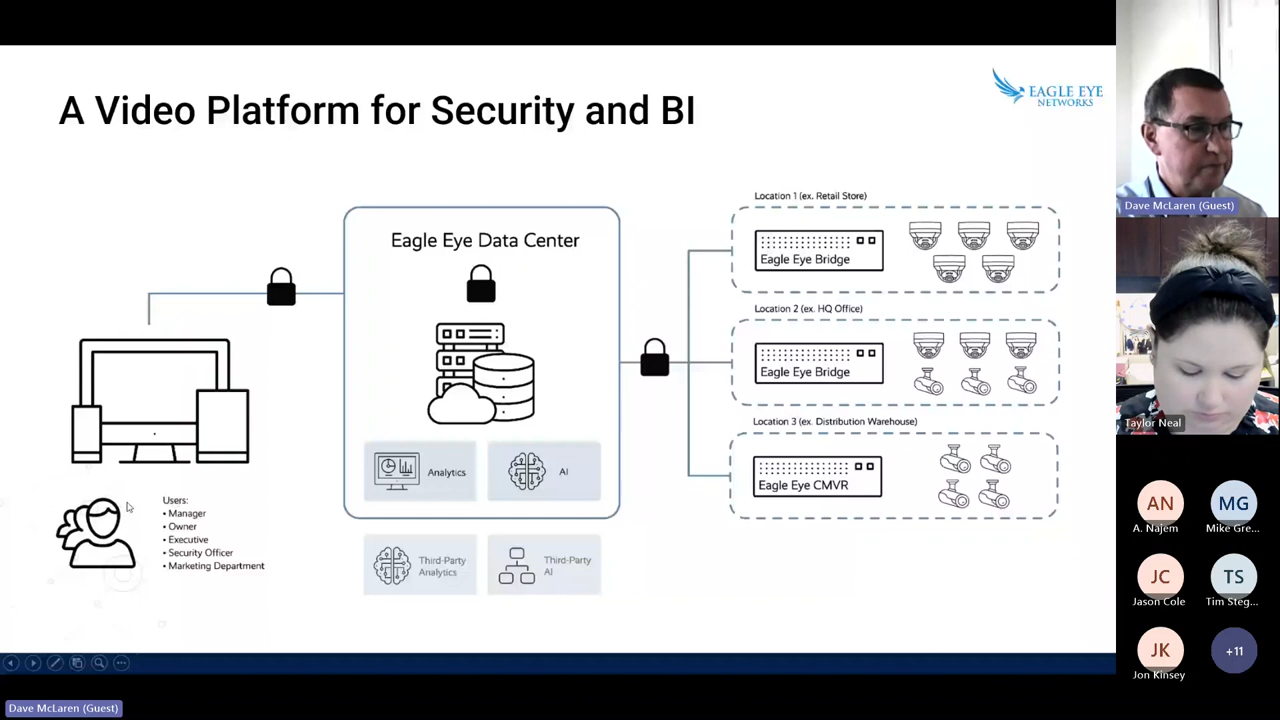 A Video Platform for Security and BI
EAGLE EYE
NETWORKS
Eagle Eye Data Center
Analytics
AI
Third-Party
Analytics
Third-Party
AI
Users:
• Manager
• Owner
• Executive
• Security Officer
• Marketing Department
Location 1 (ex. Retail Store)
Eagle Eye Bridge
Location 2 (ex. HQ Office)
Eagle Eye Bridge
Location 3 (ex. Distribution Warehouse)
Eagle Eye CMVR
Dave McLaren (Guest)
Dave McLaren (Guest)
Taylor Neal
AN
A. Najem
MG
Mike Gre...
JC
Jason Cole
TS
Tim Steg...
JK
Jon Kinsey
+11